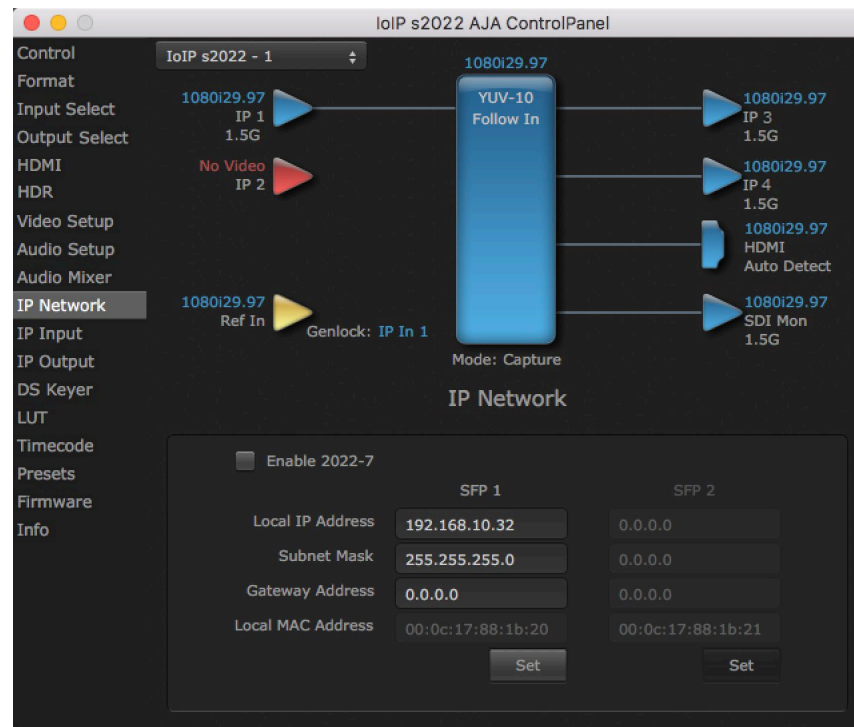 IoIP s2022 AJA ControlPanel
Control
Format
Input Select
Output Select
HDMI
HDR
Video Setup
Audio Setup
Audio Mixer
IP Network
IP Input
IP Output
DS Keyer
LUT
Timecode
Presets
Firmware
Info
IoIP s2022 - 1
1080i29.97
YUV-10
Follow In
1080i29.97
IP 1
1.5G
No Video
IP 2
1080i29.97
Ref In
Genlock: IP In 1
Mode: Capture
1080i29.97
IP 3
1.5G
1080i29.97
IP 4
1.5G
1080i29.97
HDMI
Auto Detect
1080i29.97
SDI Mon
1.5G
IP Network
Enable 2022-7
SFP 1 SFP 2
Local IP Address 192.168.10.32 0.0.0.0
Subnet Mask 255.255.255.0 0.0.0.0
Gateway Address 0.0.0.0 0.0.0.0
Local MAC Address 00:0c:17:88:1b:20 00:0c:17:88:1b:21
Set Set